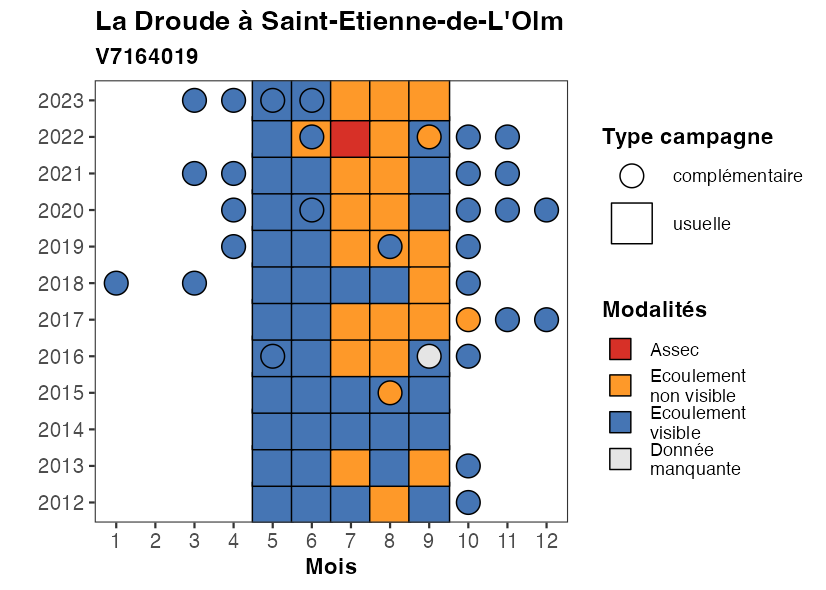 La Droude à Saint-Etienne-de-L'Olm
V7164019
2023
2022
2021
2020
2019
2018
2017
2016
2015
2014
2013
2012
1 2 3 4 5 6 7 8 9 10 11 12
Mois
Type campagne
complémentaire
usuelle
Modalités
Assec
Ecoulement
non visible
Ecoulement
visible
Donnée
manquante